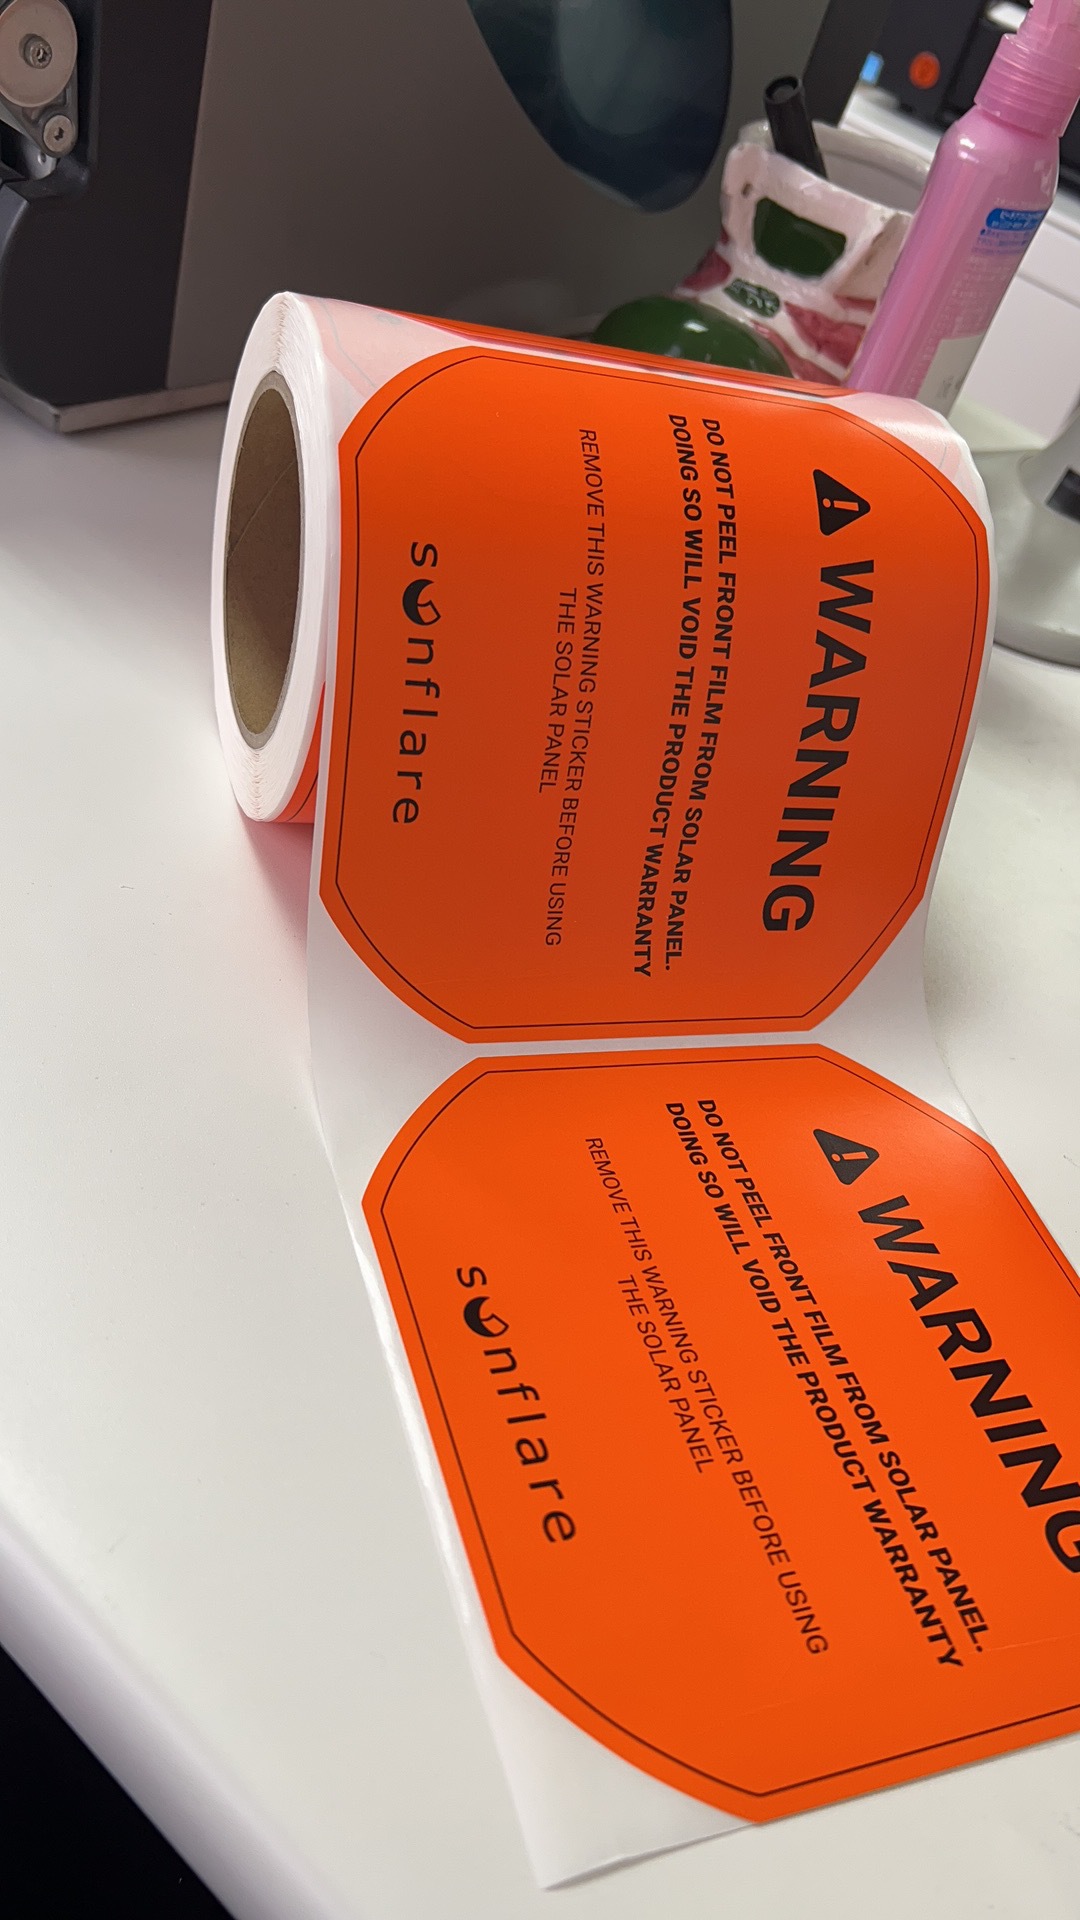 WARNING
DO NOT PEEL FRONT FILM FROM SOLAR PANEL.
DOING SO WILL VOID THE PRODUCT WARRANTY
REMOVE THIS WARNING STICKER BEFORE USING
THE SOLAR PANEL
sunflare
WARNING
DO NOT PEEL FRONT FILM FROM SOLAR PANEL.
DOING SO WILL VOID THE PRODUCT WARRANTY
REMOVE THIS WARNING STICKER BEFORE USING
THE SOLAR PANEL
sunflare